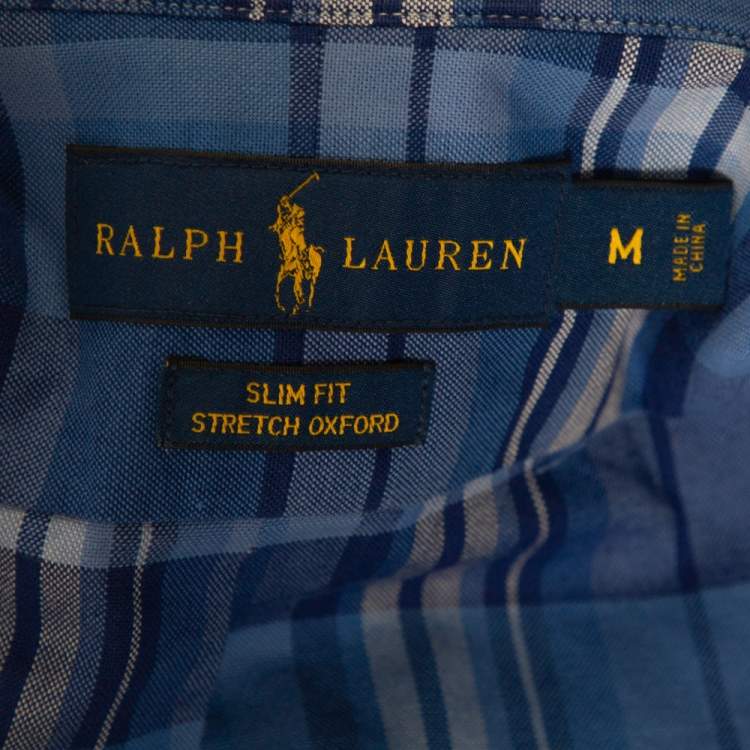 RALPH LAUREN
M
MADE IN
CHINA
SLIM FIT
STRETCH OXFORD